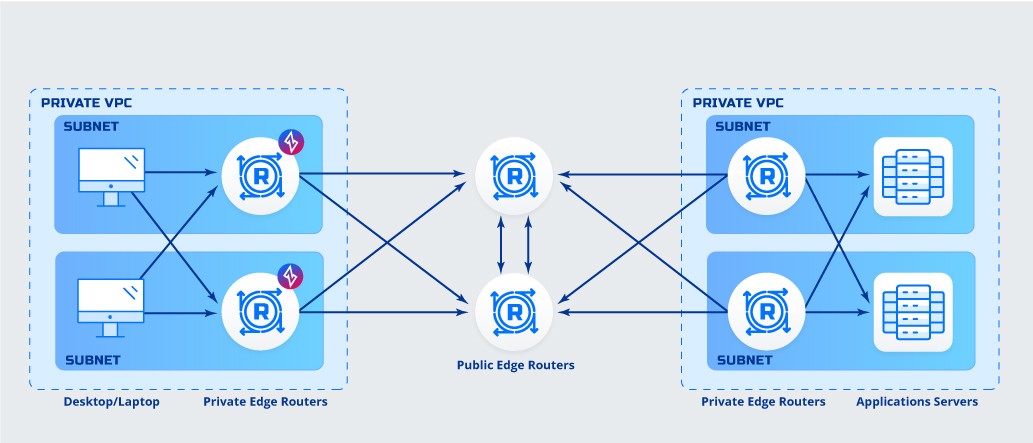 PRIVATE VPC
SUBNET
R
SUBNET
R
Desktop/Laptop
Private Edge Routers
R
R
Public Edge Routers
PRIVATE VPC
SUBNET
R
R
SUBNET
Private Edge Routers
Applications Servers